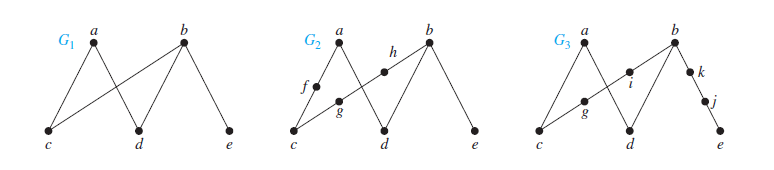 G₁ a b c d e
G₂ a b h f g c d e
G₃ a b k i j g c d e